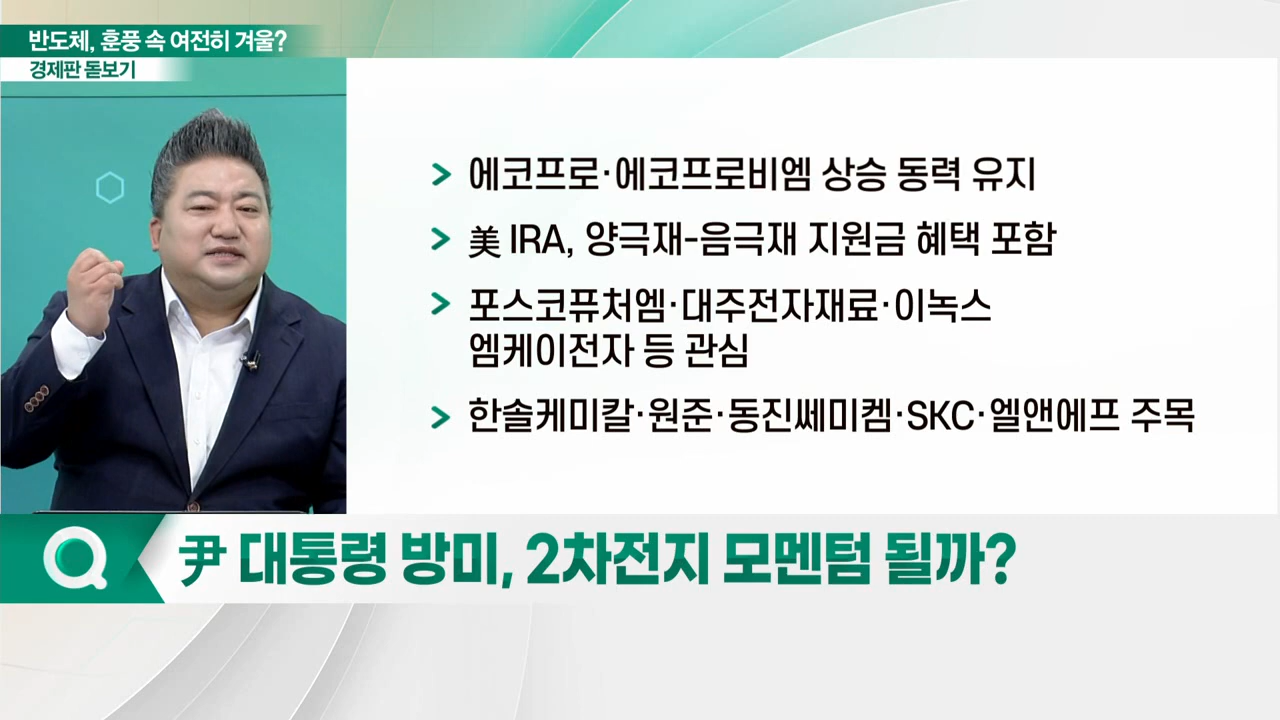 반도체, 훈풍 속 여전히 겨울?
경제판 돋보기
> 에코프로·에코프로비엠 상승 동력 유지
> 美 IRA, 양극재-음극재 지원금 혜택 포함
> 포스코퓨처엠·대주전자재료·이녹스
엠케이전자 등 관심
> 한솔케미칼·원준·동진쎄미켐·SKC·엘앤에프 주목
Q 尹 대통령 방미, 2차전지 모멘텀 될까?